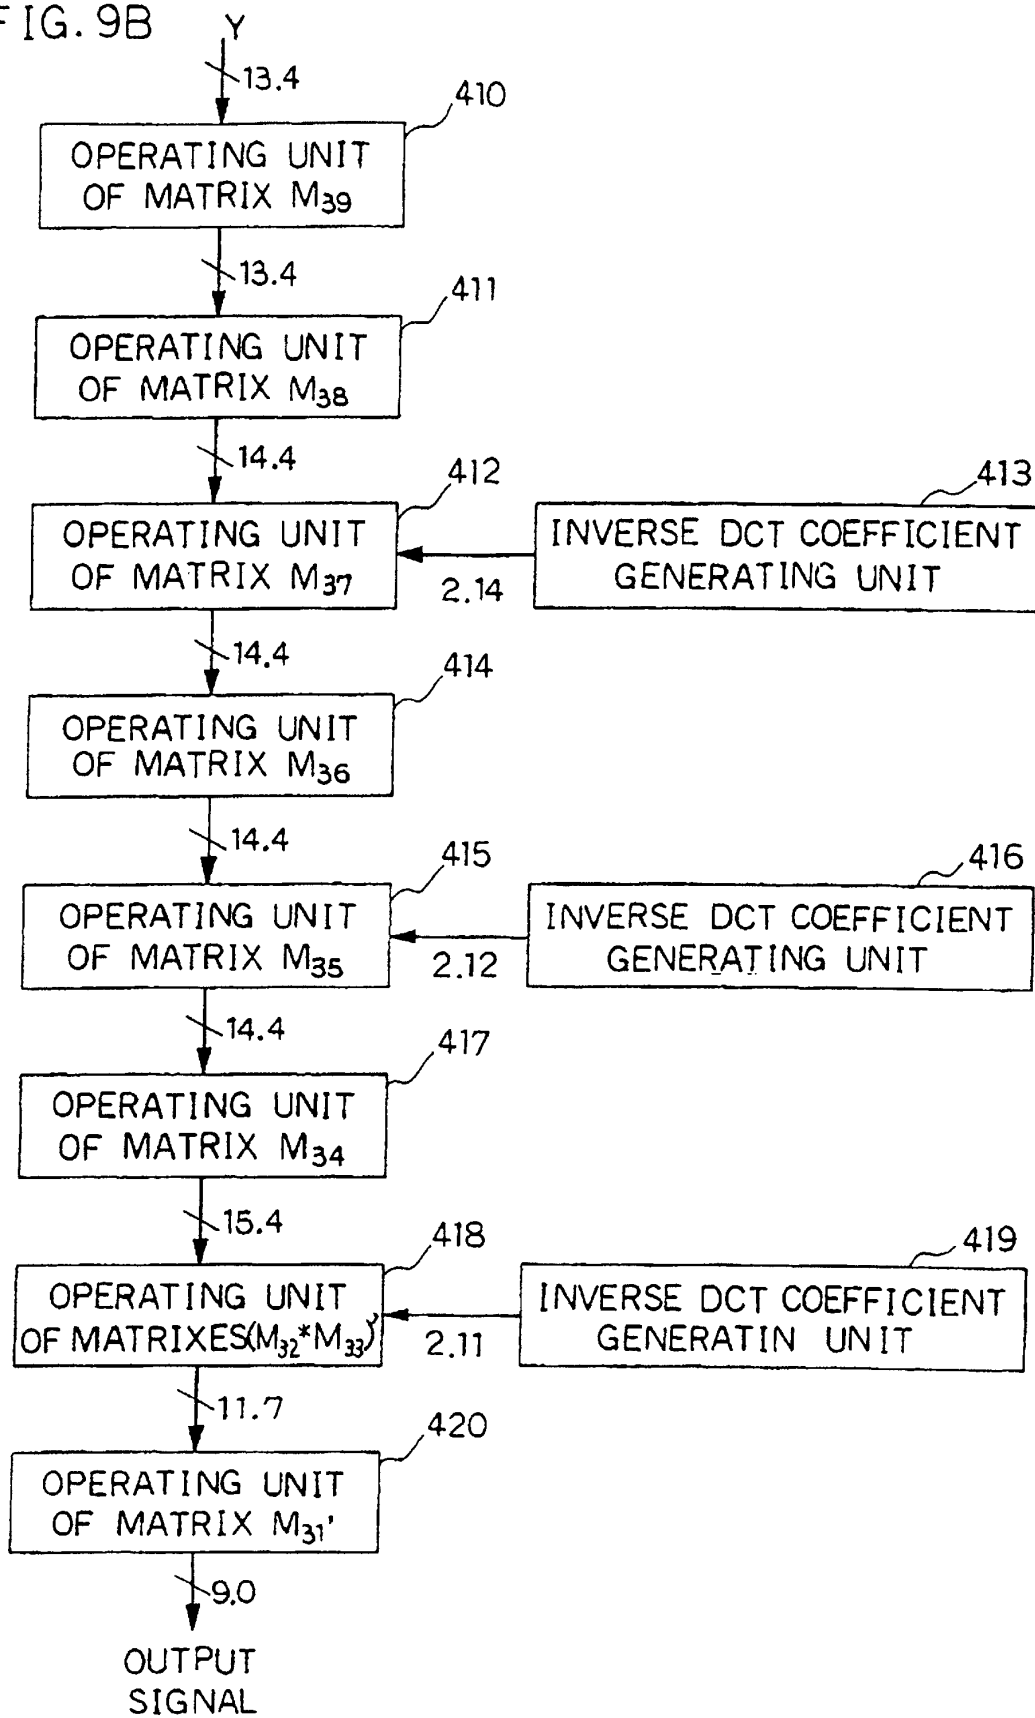 FIG. 9B
Y
13.4
410
OPERATING UNIT
OF MATRIX M39
13.4
411
OPERATING UNIT
OF MATRIX M38
14.4
412
OPERATING UNIT
OF MATRIX M37
413
INVERSE DCT COEFFICIENT
GENERATING UNIT
2.14
14.4
414
OPERATING UNIT
OF MATRIX M36
14.4
415
OPERATING UNIT
OF MATRIX M35
416
INVERSE DCT COEFFICIENT
GENERATING UNIT
2.12
14.4
417
OPERATING UNIT
OF MATRIX M34
15.4
418
OPERATING UNIT
OF MATRIXES(M32*M33)'
419
INVERSE DCT COEFFICIENT
GENERATIN UNIT
2.11
11.7
420
OPERATING UNIT
OF MATRIX M31'
9.0
OUTPUT
SIGNAL